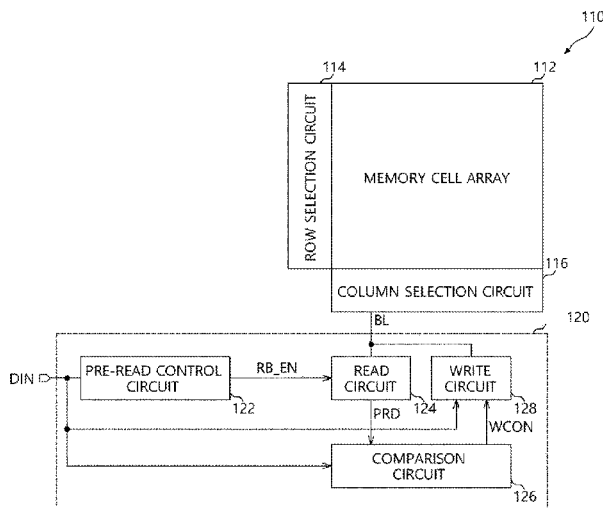 110
114
112
ROW SELECTION CIRCUIT
MEMORY CELL ARRAY
116
COLUMN SELECTION CIRCUIT
BL
120
DIN
PRE-READ CONTROL
CIRCUIT
122
RB_EN
READ
CIRCUIT
124
WRITE
CIRCUIT
128
PRD
WCON
COMPARISON
CIRCUIT
126